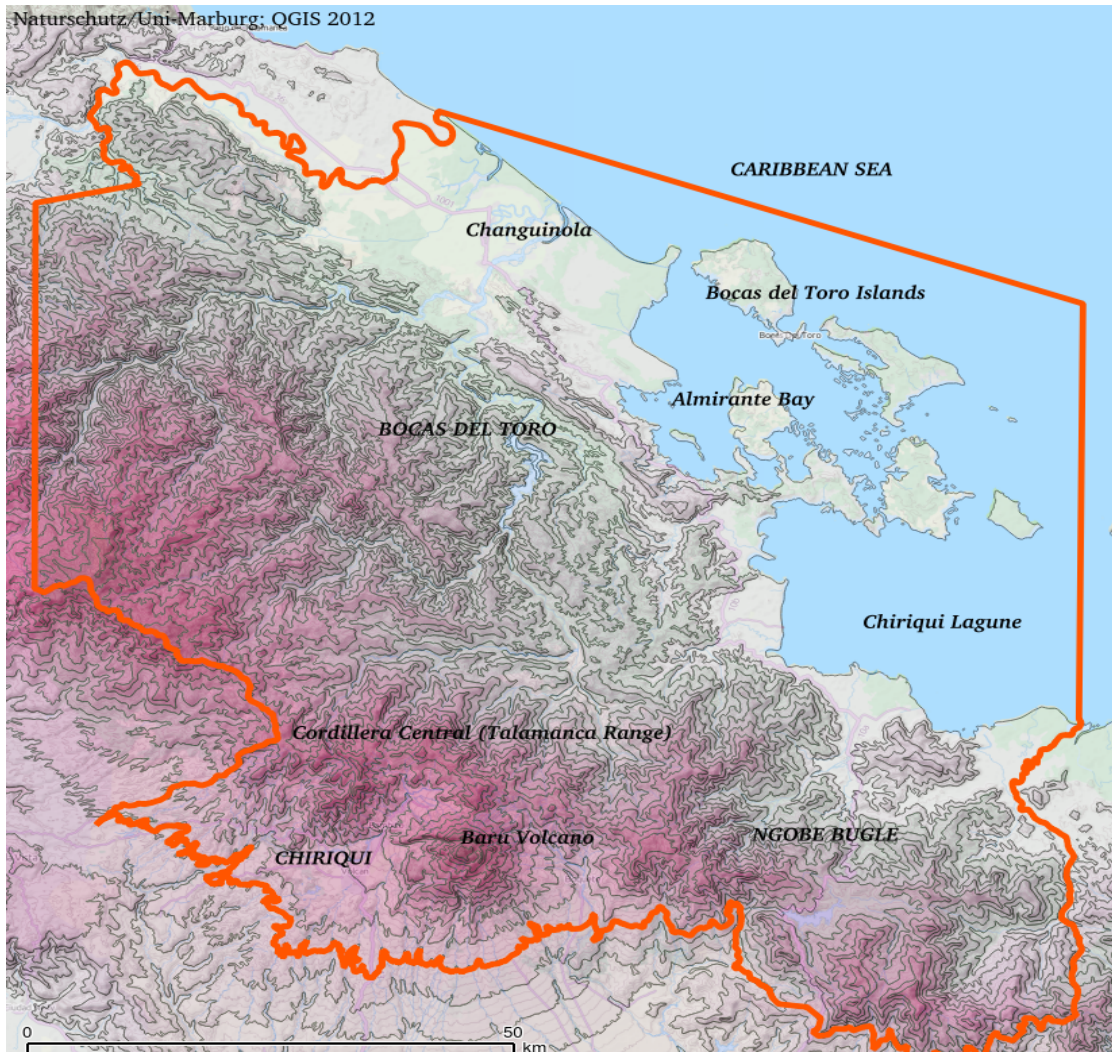 Naturschutz/Uni-Marburg; QGIS 2012
CARIBBEAN SEA
1001
Changuinola
Bocas del Toro Islands
Almirante Bay
BOCAS DEL TORO
Chiriqui Lagune
Cordillera Central (Talamanca Range)
Baru Volcano
NGOBE BUGLE
CHIRIQUI
0
50
km